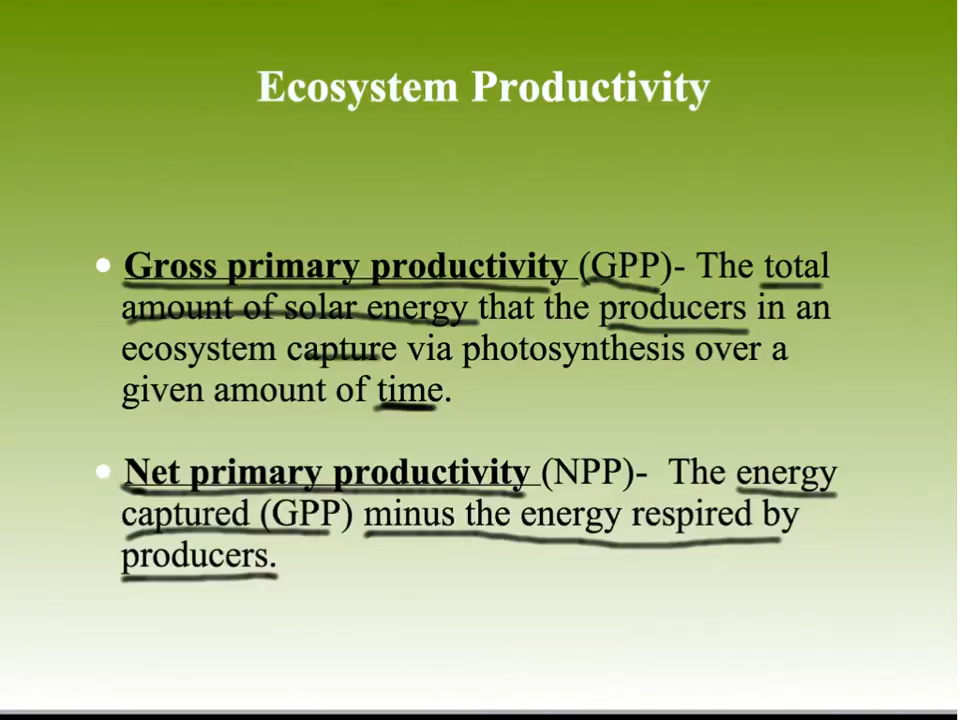 Ecosystem Productivity
• Gross primary productivity (GPP)- The total
amount of solar energy that the producers in an
ecosystem capture via photosynthesis over a
given amount of time.
• Net primary productivity (NPP)- The energy
captured (GPP) minus the energy respired by
producers.